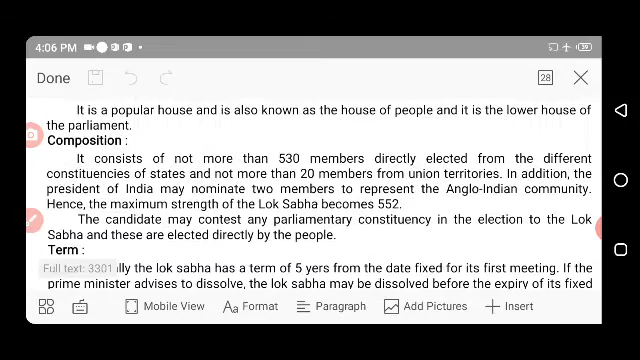 4:06 PM
39
Done
28
It is a popular house and is also known as the house of people and it is the lower house of
the parliament.
Composition :
It consists of not more than 530 members directly elected from the different
constituencies of states and not more than 20 members from union territories. In addition, the
president of India may nominate two members to represent the Anglo-Indian community.
Hence, the maximum strength of the Lok Sabha becomes 552.
The candidate may contest any parliamentary constituency in the election to the Lok
Sabha and these are elected directly by the people.
Term :
Full text: 3301
lly the lok sabha has a term of 5 yers from the date fixed for its first meeting. If the
prime minister advises to dissolve, the lok sabha may be dissolved before the expiry of its fixed
Mobile View
Aa Format
Paragraph
Add Pictures
Insert